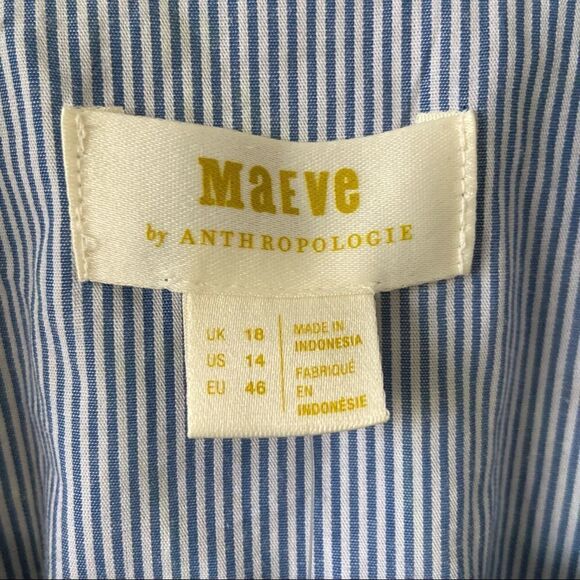 MaEve
by ANTHROPOLOGIE
UK 18
US 14
EU 46
MADE IN
INDONESIA
FABRIQUÉ
EN
INDONÉSIE